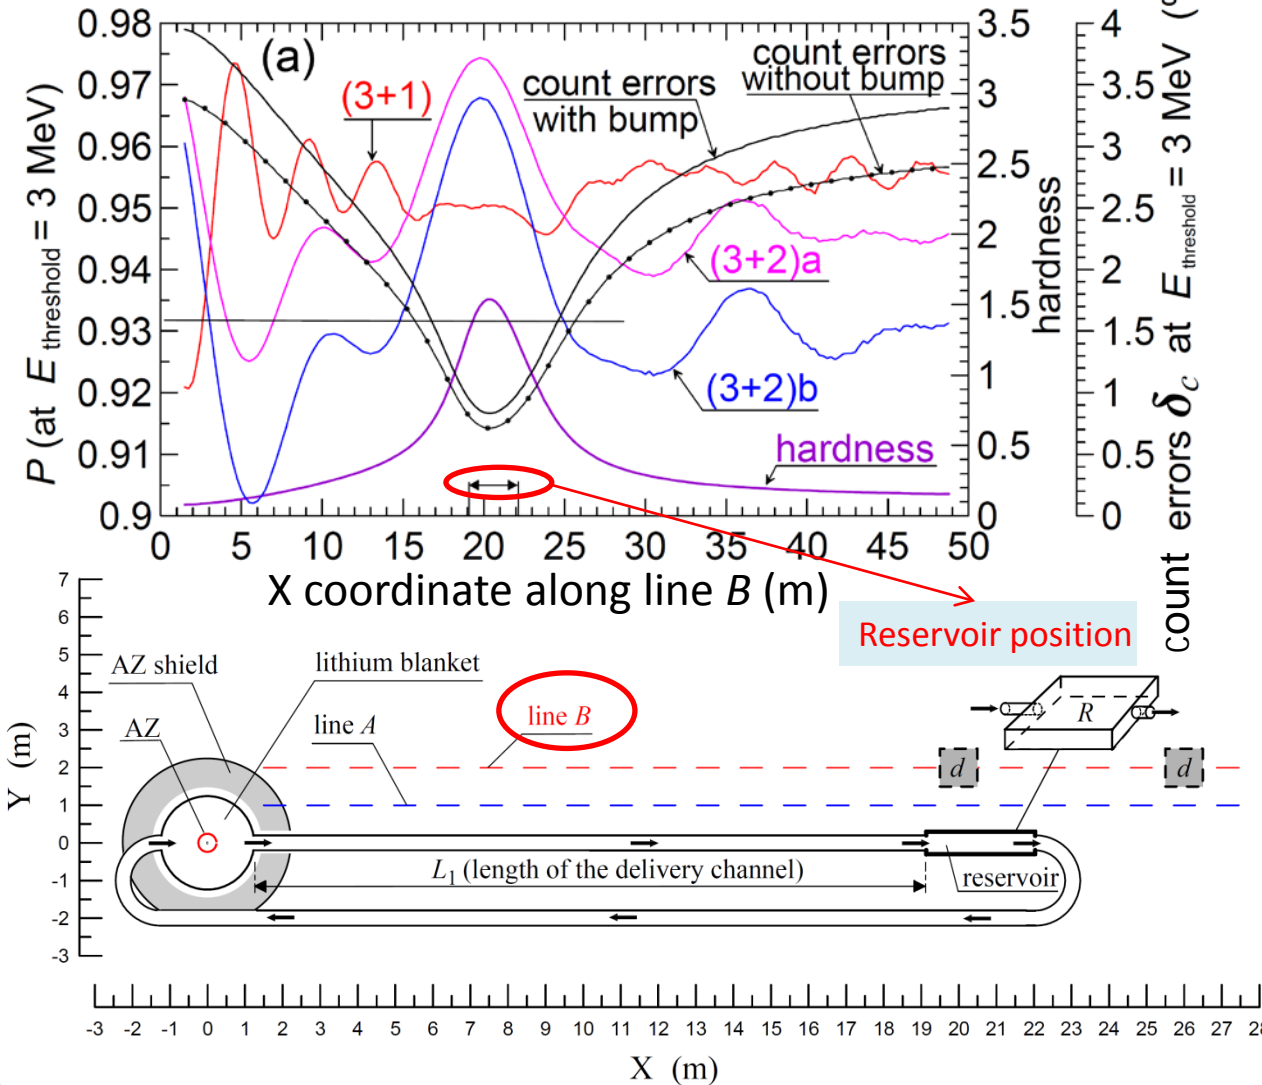 0.98
0.97
0.96
0.95
0.94
0.93
0.92
0.91
0.9
P (at E threshold = 3 MeV)
(a)
(3+1)
count errors
with bump
count errors
without bump
(3+2)a
(3+2)b
hardness
3.5
3
2.5
2
1.5
1
0.5
0
hardness
4
3.5
3
2.5
2
1.5
1
0.5
0
count errors δc at E threshold = 3 MeV
0 5 10 15 20 25 30 35 40 45 50
X coordinate along line B (m)
Reservoir position
7
6
5
4
3
2
1
0
-1
-2
-3
Y (m)
AZ shield
lithium blanket
AZ
line A
line B
R
d
d
L1 (length of the delivery channel)
reservoir
-3 -2 -1 0 1 2 3 4 5 6 7 8 9 10 11 12 13 14 15 16 17 18 19 20 21 22 23 24 25 26 27 28
X (m)